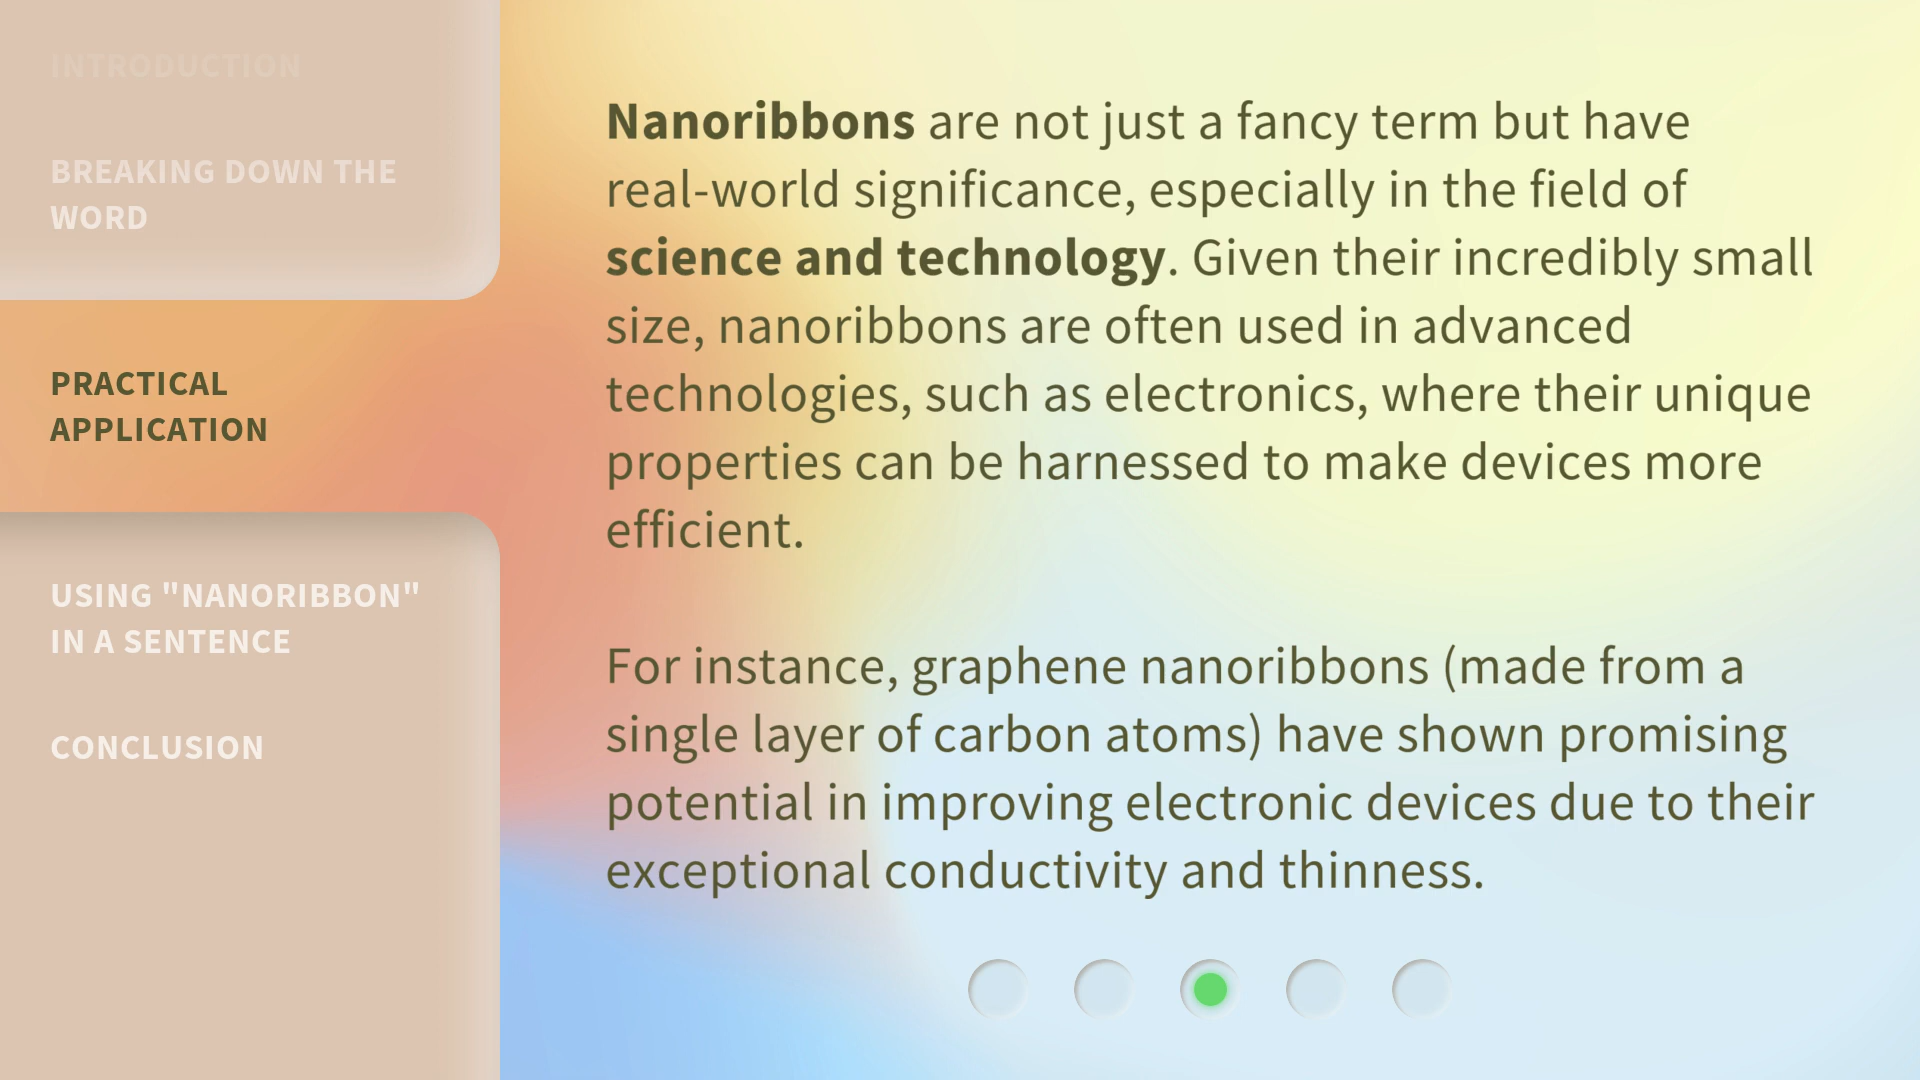 INTRODUCTION
BREAKING DOWN THE
WORD
PRACTICAL
APPLICATION
USING "NANORIBBON"
IN A SENTENCE
CONCLUSION
Nanoribbons are not just a fancy term but have
real-world significance, especially in the field of
science and technology. Given their incredibly small
size, nanoribbons are often used in advanced
technologies, such as electronics, where their unique
properties can be harnessed to make devices more
efficient.
For instance, graphene nanoribbons (made from a
single layer of carbon atoms) have shown promising
potential in improving electronic devices due to their
exceptional conductivity and thinness.